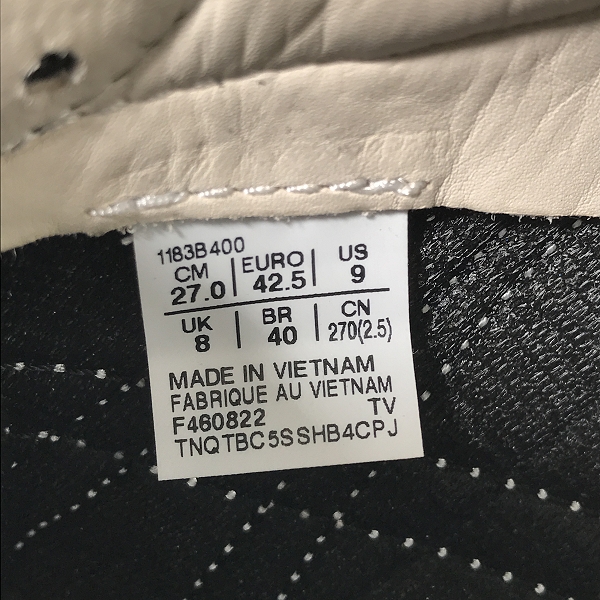 1183B400
CM | EURO | US
27.0 | 42.5 | 9
UK | BR | CN
8 | 40 | 270(2.5)
MADE IN VIETNAM
FABRIQUE AU VIETNAM
F460822 TV
TNQTBC5SSHB4CPJ